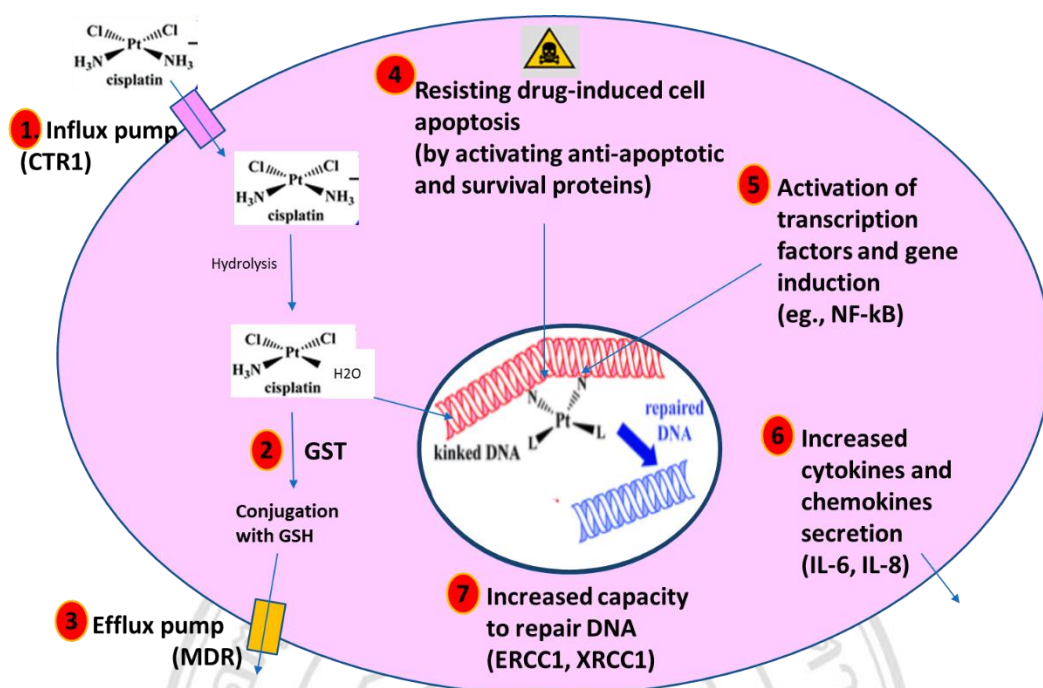 Cl Cl
Pt
H₃N NH₃
cisplatin
1. Influx pump
(CTR1)
Cl Cl
Pt
H₃N NH₃
cisplatin
Hydrolysis
Cl Cl
Pt
H₃N H2O
cisplatin
2 GST
Conjugation
with GSH
3 Efflux pump
(MDR)
4
Resisting drug-induced cell
apoptosis
(by activating anti-apoptotic
and survival proteins)
5 Activation of
transcription
factors and gene
induction
(eg., NF-kB)
N N
Pt
L L
kinked DNA
repaired
DNA
6 Increased
cytokines and
chemokines
secretion
(IL-6, IL-8)
7 Increased capacity
to repair DNA
(ERCC1, XRCC1)